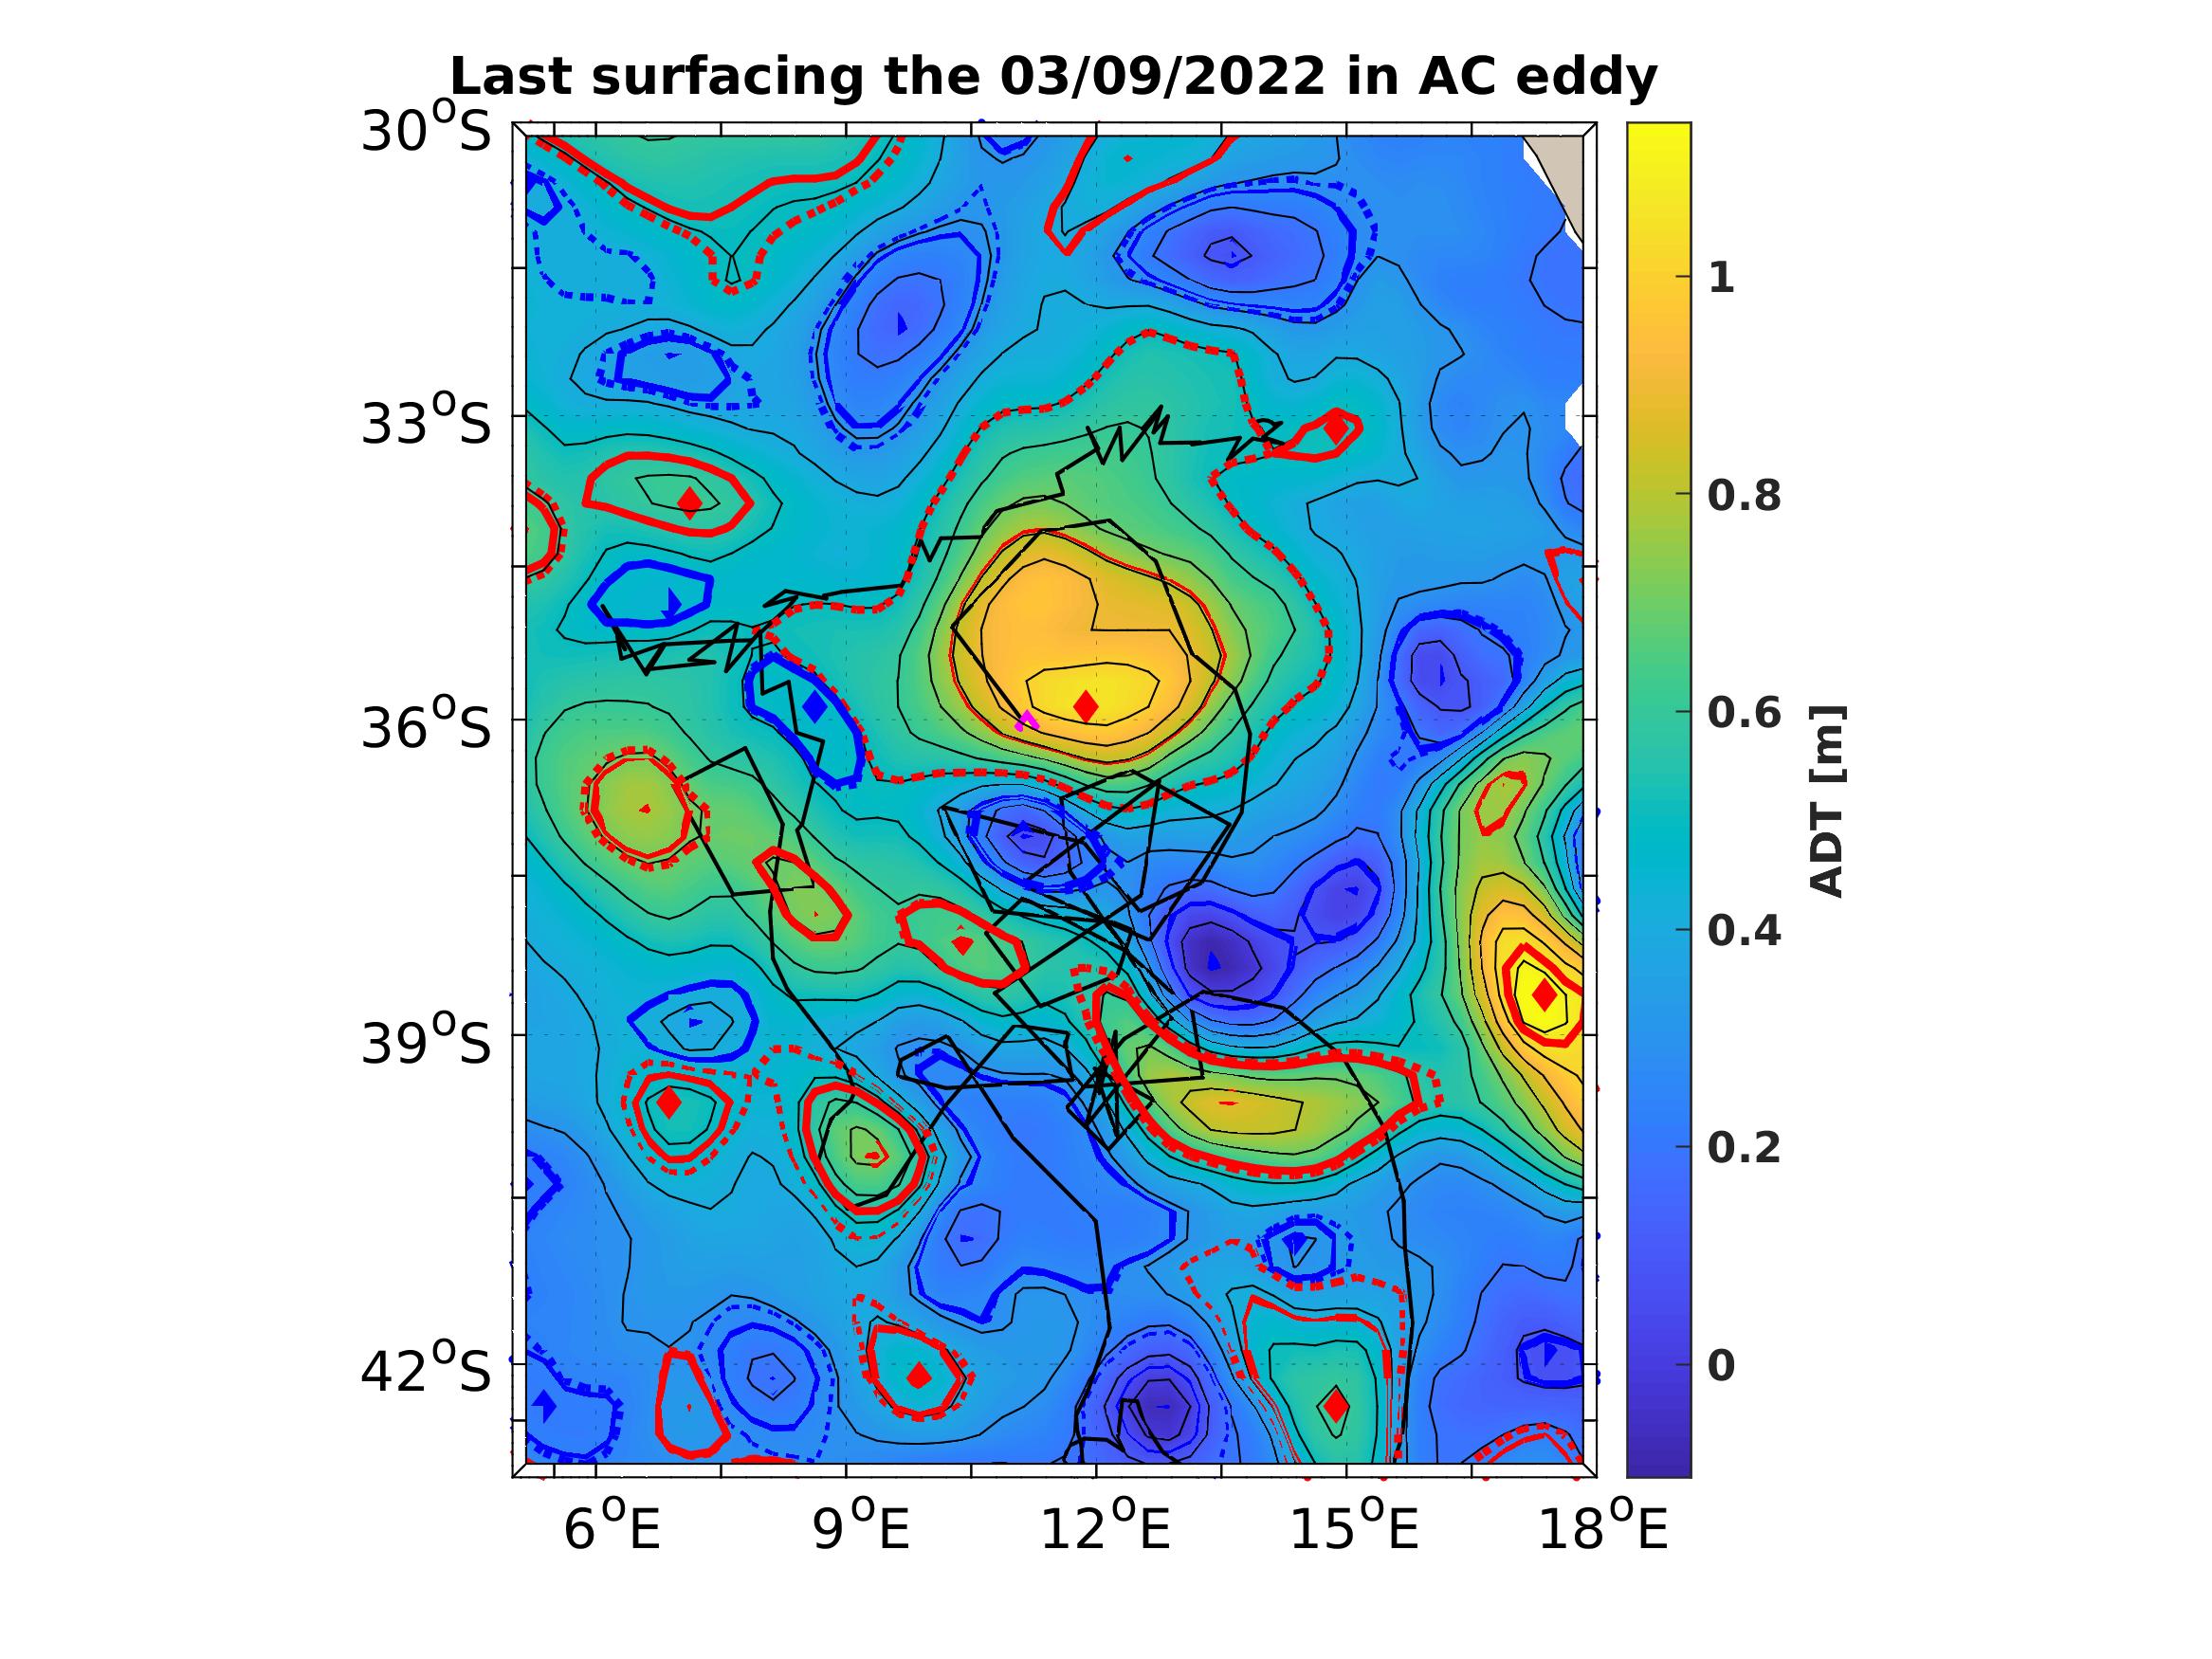 Last surfacing the 03/09/2022 in AC eddy
30°S
33°S
36°S
39°S
42°S
6°E 9°E 12°E 15°E 18°E
1
0.8
0.6
0.4
0.2
0
ADT [m]